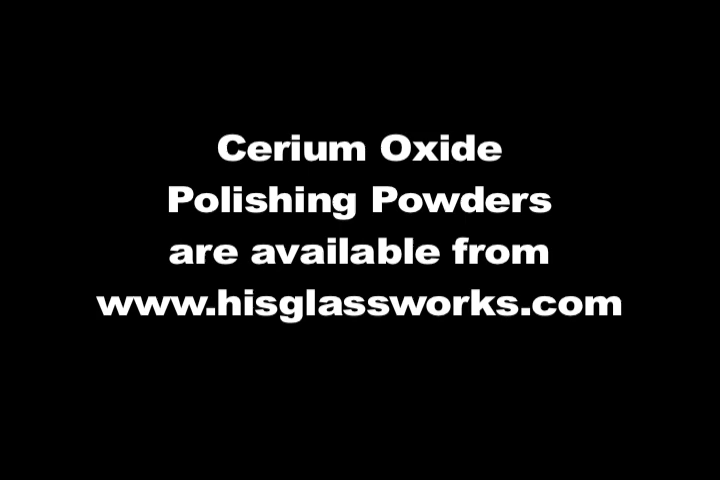 Cerium Oxide
Polishing Powders
are available from
www.hisglassworks.com